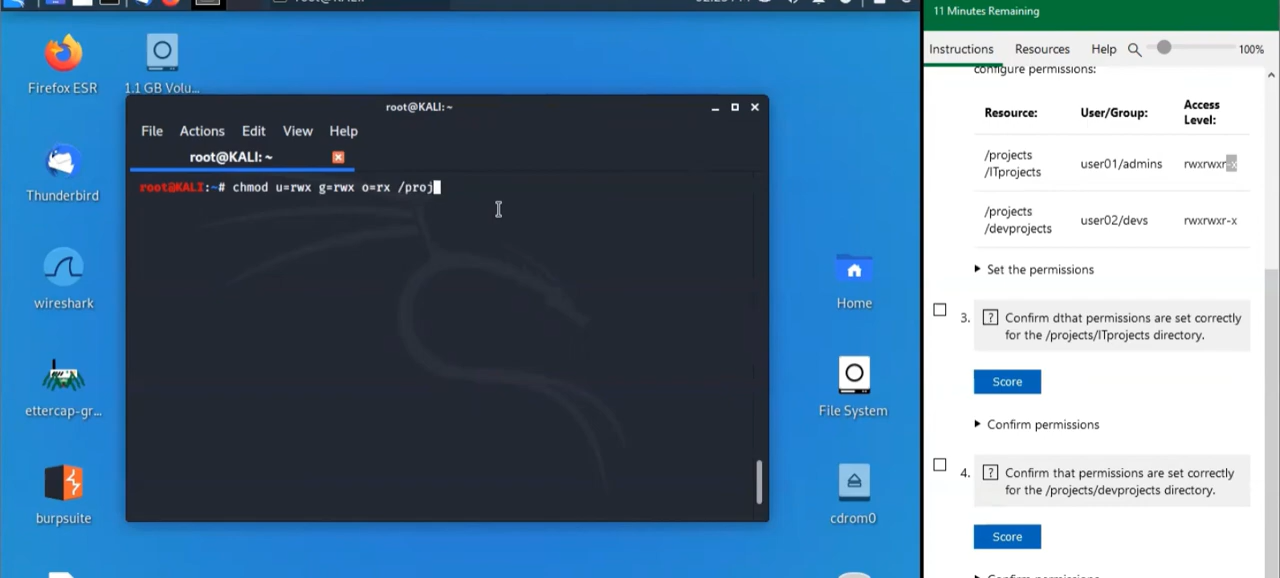 11 Minutes Remaining
Instructions Resources Help 100%
configure permissions:
Resource: User/Group: Access Level:
/projects /ITprojects user01/admins rwxrwxr-x
/projects /devprojects user02/devs rwxrwxr-x
Set the permissions
3. ? Confirm dthat permissions are set correctly
for the /projects/ITprojects directory.
Score
Confirm permissions
4. ? Confirm that permissions are set correctly
for the /projects/devprojects directory.
Score
Confirm permissions
Firefox ESR
1.1 GB Volu...
Thunderbird
wireshark
ettercap-gr...
burpsuite
Home
File System
cdrom0
root@KALI:~
File Actions Edit View Help
root@KALI: ~
root@KALI:~# chmod u=rwx g=rwx o=rx /proj